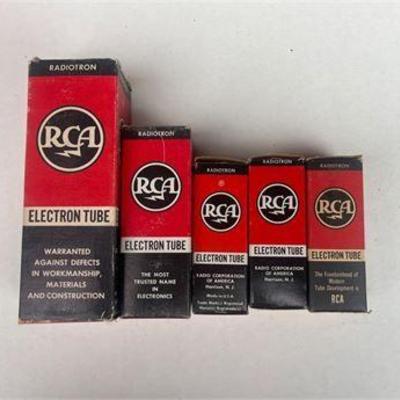 RADIOTRON
RCA
ELECTRON TUBE
WARRANTED
AGAINST DEFECTS
IN WORKMANSHIP,
MATERIALS
AND CONSTRUCTION
RADIOTRON
RCA
ELECTRON TUBE
THE MOST
TRUSTED NAME
IN ELECTRONICS
RADIOTRON
RCA
ELECTRON TUBE
RADIO CORPORATION
OF AMERICA
Harrison, N. J.
Made in U.S.A.
RADIOTRON
RCA
ELECTRON TUBE
RADIO CORPORATION
OF AMERICA
Harrison, N. J.
RADIOTRON
RCA
ELECTRON TUBE
The Fountainhead of
Modern
Tube Development is
RCA